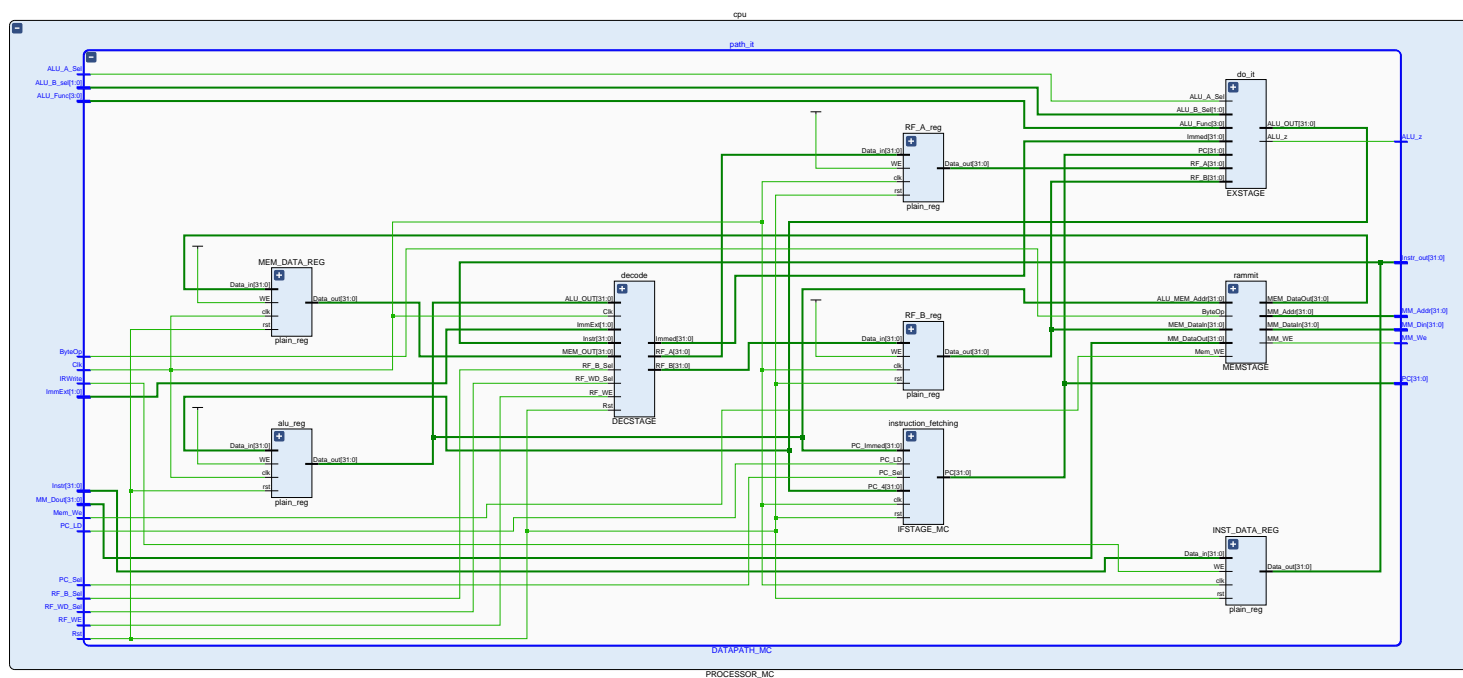 cpu
path_it
ALU_A_Sel
ALU_B_sel[1:0]
ALU_Func[3:0]
ByteOp
Clk
IRWrite
ImmExt[1:0]
Instr[31:0]
MM_Dout[31:0]
Mem_We
PC_LD
PC_Sel
RF_B_Sel
RF_WD_Sel
RF_WE
Rst
MEM_DATA_REG
Data_in[31:0]
WE
clk
rst
Data_out[31:0]
plain_reg
alu_reg
Data_in[31:0]
WE
clk
rst
Data_out[31:0]
plain_reg
decode
ALU_OUT[31:0]
Clk
ImmExt[1:0]
Instr[31:0]
MEM_OUT[31:0]
RF_B_Sel
RF_WD_Sel
RF_WE
Rst
Immed[31:0]
RF_A[31:0]
RF_B[31:0]
DECSTAGE
RF_A_reg
Data_in[31:0]
WE
clk
rst
Data_out[31:0]
plain_reg
RF_B_reg
Data_in[31:0]
WE
clk
rst
Data_out[31:0]
plain_reg
instruction_fetching
PC_Immed[31:0]
PC_LD
PC_Sel
PC_4[31:0]
clk
rst
PC[31:0]
IFSTAGE_MC
do_it
ALU_A_Sel
ALU_B_Sel[1:0]
ALU_Func[3:0]
Immed[31:0]
PC[31:0]
RF_A[31:0]
RF_B[31:0]
ALU_OUT[31:0]
ALU_z
EXSTAGE
rammit
ALU_MEM_Addr[31:0]
ByteOp
MEM_DataIn[31:0]
MM_DataOut[31:0]
Mem_WE
MEM_DataOut[31:0]
MM_Addr[31:0]
MM_DataIn[31:0]
MM_WE
MEMSTAGE
INST_DATA_REG
Data_in[31:0]
WE
clk
rst
Data_out[31:0]
plain_reg
ALU_z
Instr_out[31:0]
MM_Addr[31:0]
MM_Din[31:0]
MM_We
PC[31:0]
DATAPATH_MC
PROCESSOR_MC